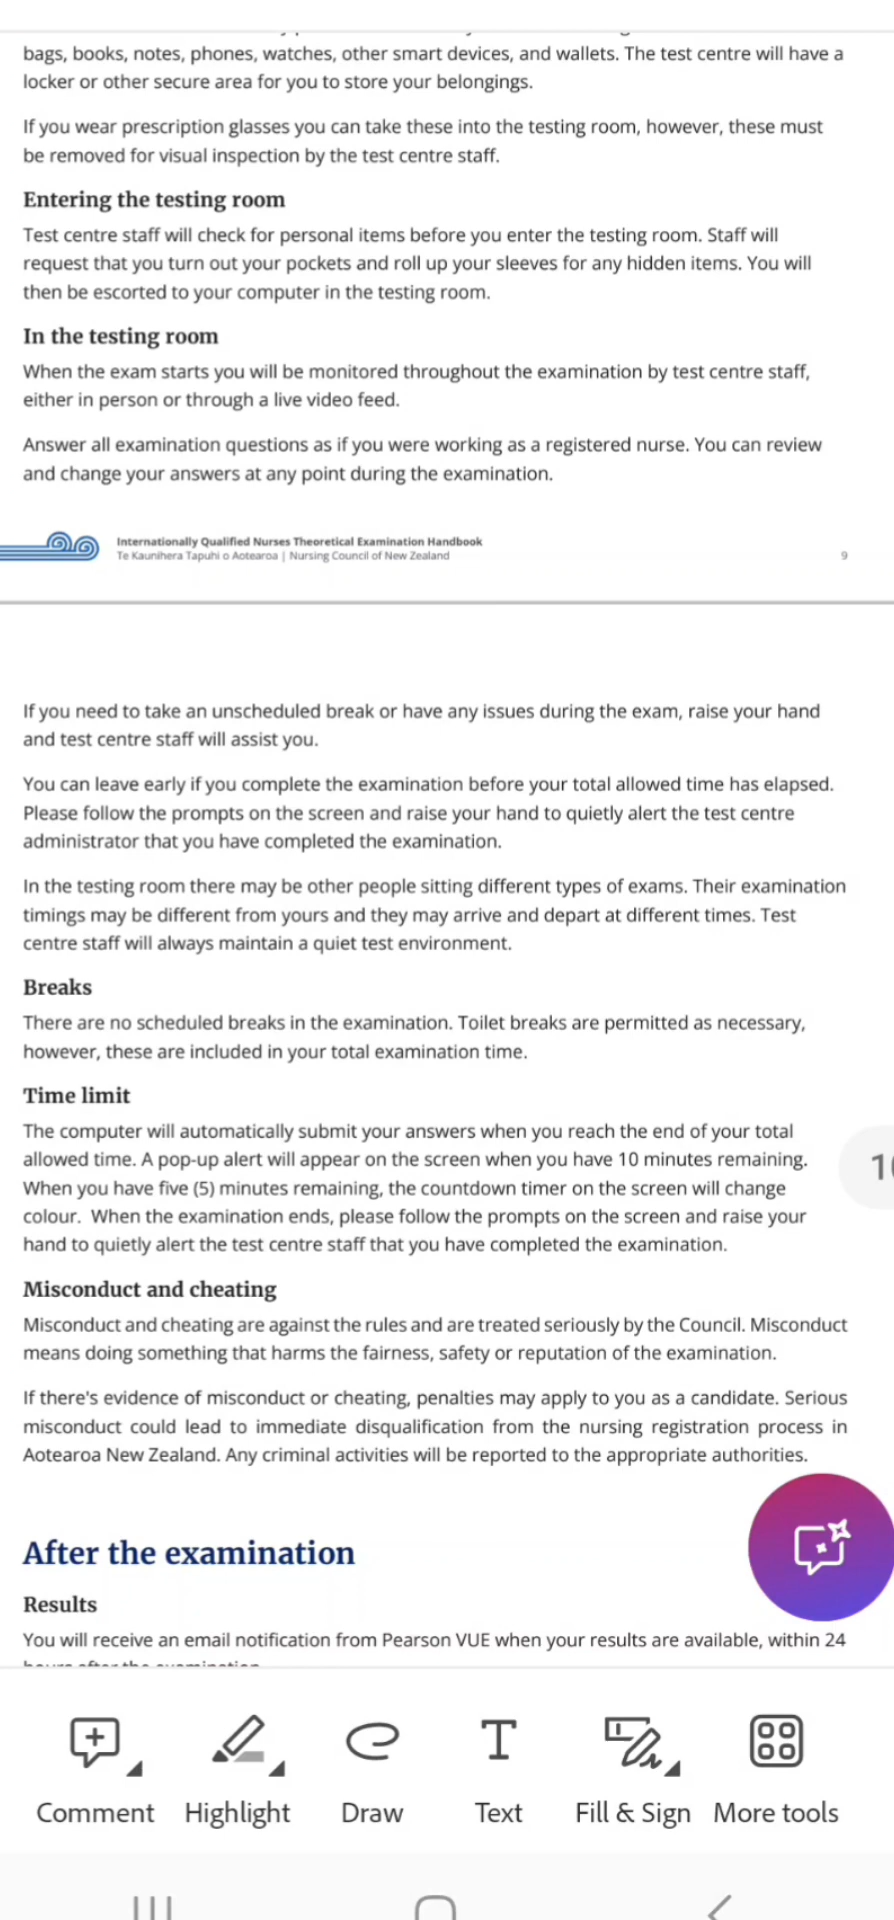 bags, books, notes, phones, watches, other smart devices, and wallets. The test centre will have a
locker or other secure area for you to store your belongings.
If you wear prescription glasses you can take these into the testing room, however, these must
be removed for visual inspection by the test centre staff.
Entering the testing room
Test centre staff will check for personal items before you enter the testing room. Staff will
request that you turn out your pockets and roll up your sleeves for any hidden items. You will
then be escorted to your computer in the testing room.
In the testing room
When the exam starts you will be monitored throughout the examination by test centre staff,
either in person or through a live video feed.
Answer all examination questions as if you were working as a registered nurse. You can review
and change your answers at any point during the examination.
Internationally Qualified Nurses Theoretical Examination Handbook
Te Kaunihera Tapuhi o Aotearoa | Nursing Council of New Zealand
9
If you need to take an unscheduled break or have any issues during the exam, raise your hand
and test centre staff will assist you.
You can leave early if you complete the examination before your total allowed time has elapsed.
Please follow the prompts on the screen and raise your hand to quietly alert the test centre
administrator that you have completed the examination.
In the testing room there may be other people sitting different types of exams. Their examination
timings may be different from yours and they may arrive and depart at different times. Test
centre staff will always maintain a quiet test environment.
Breaks
There are no scheduled breaks in the examination. Toilet breaks are permitted as necessary,
however, these are included in your total examination time.
Time limit
The computer will automatically submit your answers when you reach the end of your total
allowed time. A pop-up alert will appear on the screen when you have 10 minutes remaining.
When you have five (5) minutes remaining, the countdown timer on the screen will change
colour. When the examination ends, please follow the prompts on the screen and raise your
hand to quietly alert the test centre staff that you have completed the examination.
Misconduct and cheating
Misconduct and cheating are against the rules and are treated seriously by the Council. Misconduct
means doing something that harms the fairness, safety or reputation of the examination.
If there's evidence of misconduct or cheating, penalties may apply to you as a candidate. Serious
misconduct could lead to immediate disqualification from the nursing registration process in
Aotearoa New Zealand. Any criminal activities will be reported to the appropriate authorities.
After the examination
Results
You will receive an email notification from Pearson VUE when your results are available, within 24
Comment Highlight Draw Text Fill & Sign More tools